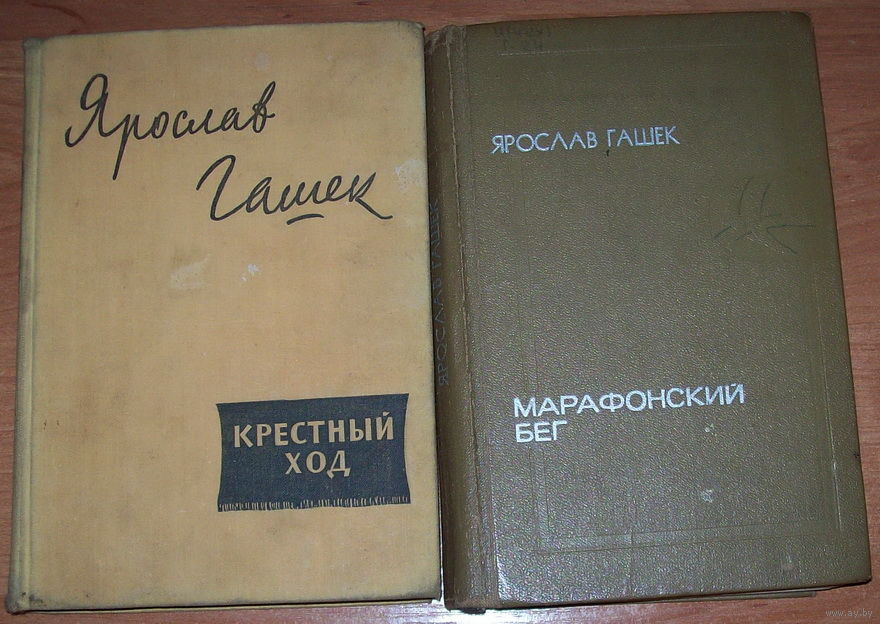 Ярослав
Гашек
КРЕСТНЫЙ
ХОД
ЯРОСЛАВ ГАШЕК
ЯРОСЛАВ ГАШЕК
МАРАФОНСКИЙ
БЕГ
www.ay.by